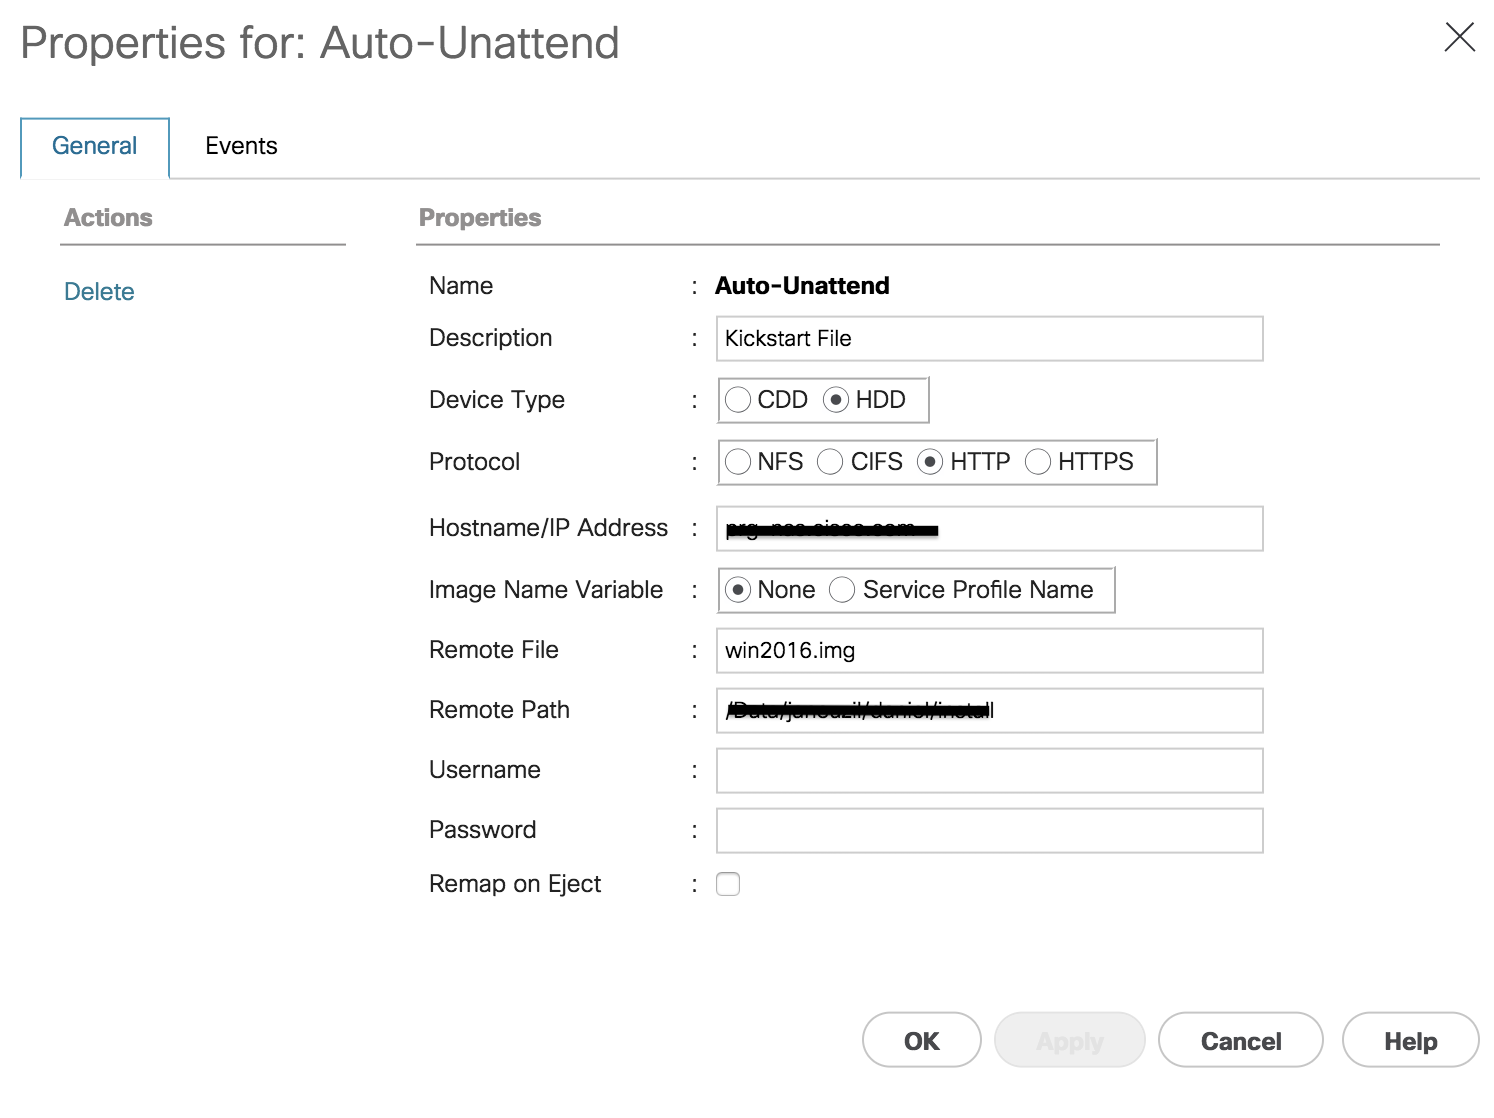 Properties for: Auto-Unattend
General Events
Actions
Delete
Properties
Name : Auto-Unattend
Description : Kickstart File
Device Type : CDD HDD
Protocol : NFS CIFS HTTP HTTPS
Hostname/IP Address :
Image Name Variable : None Service Profile Name
Remote File : win2016.img
Remote Path :
Username :
Password :
Remap on Eject :
OK Apply Cancel Help